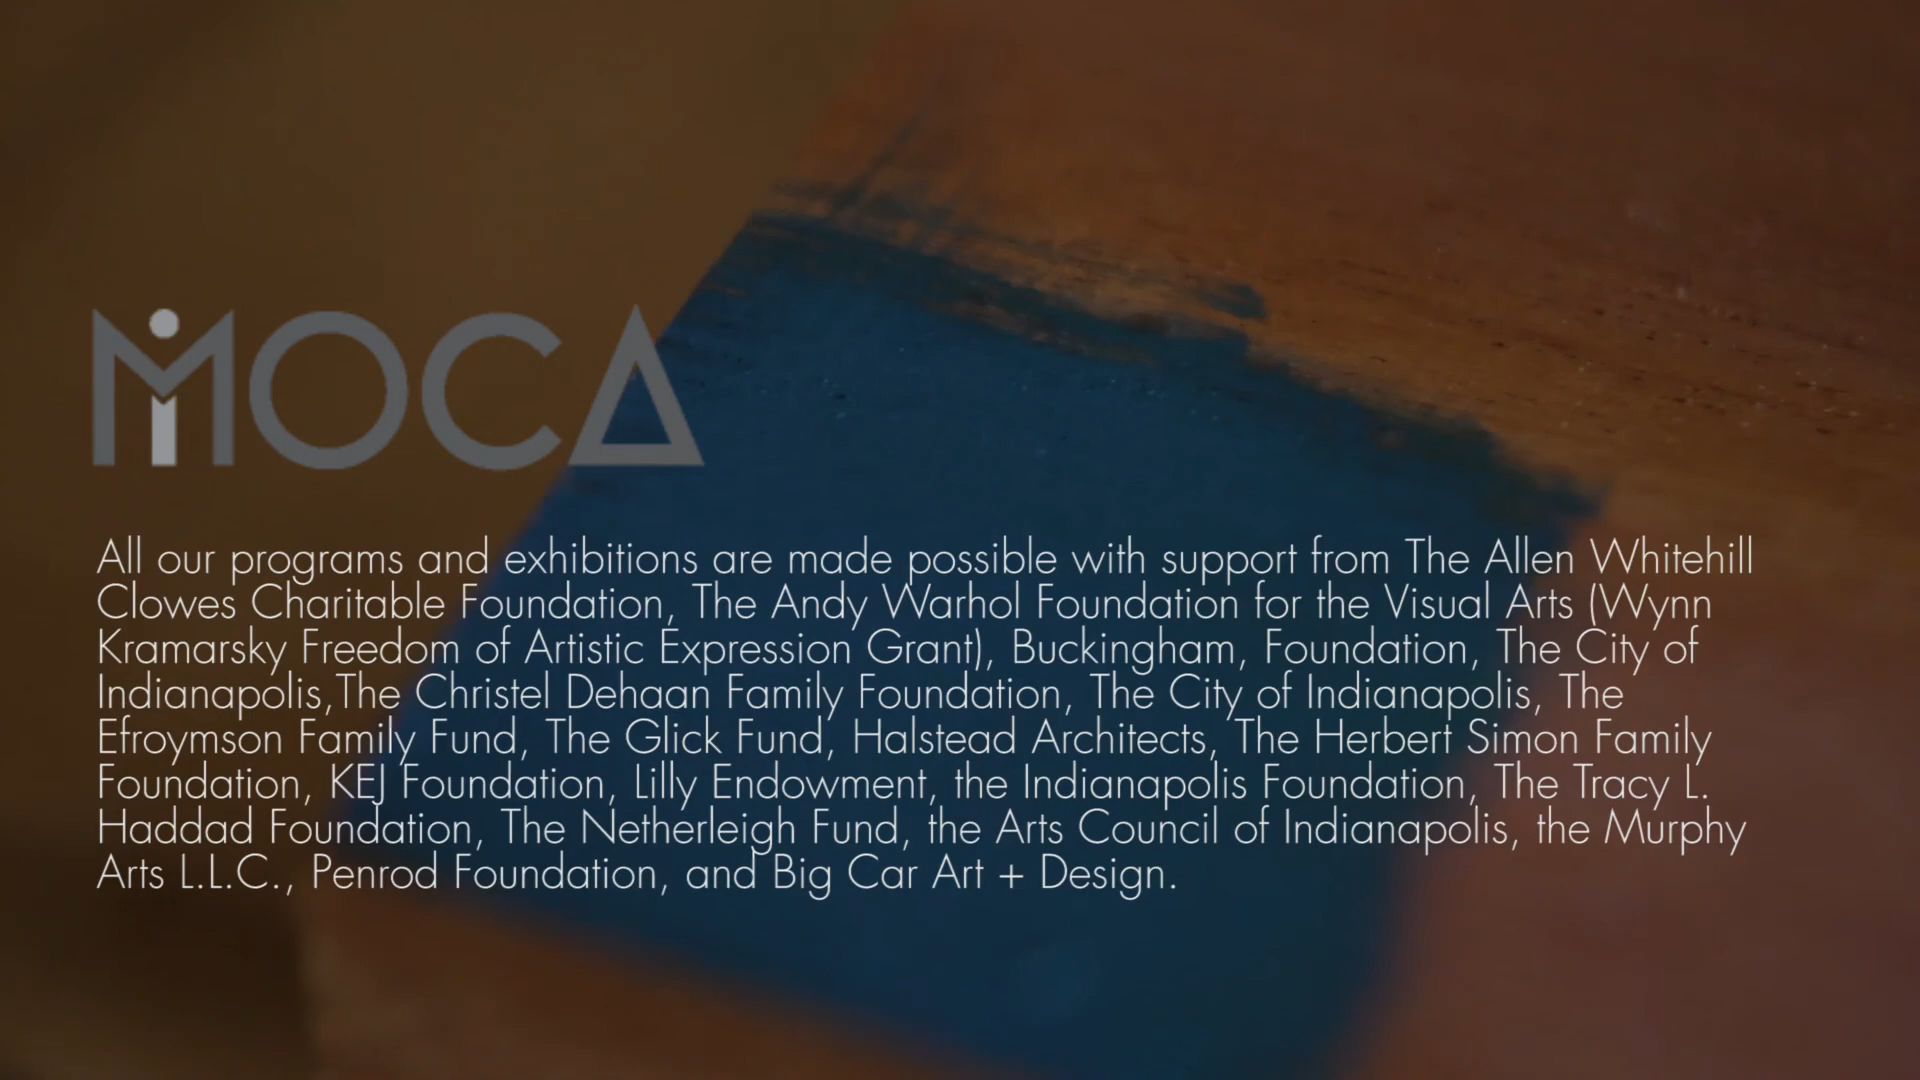 iMOCA
All our programs and exhibitions are made possible with support from The Allen Whitehill
Clowes Charitable Foundation, The Andy Warhol Foundation for the Visual Arts (Wynn
Kramarsky Freedom of Artistic Expression Grant), Buckingham, Foundation, The City of
Indianapolis,The Christel Dehaan Family Foundation, The City of Indianapolis, The
Efroymson Family Fund, The Glick Fund, Halstead Architects, The Herbert Simon Family
Foundation, KEJ Foundation, Lilly Endowment, the Indianapolis Foundation, The Tracy L.
Haddad Foundation, The Netherleigh Fund, the Arts Council of Indianapolis, the Murphy
Arts L.L.C., Penrod Foundation, and Big Car Art + Design.